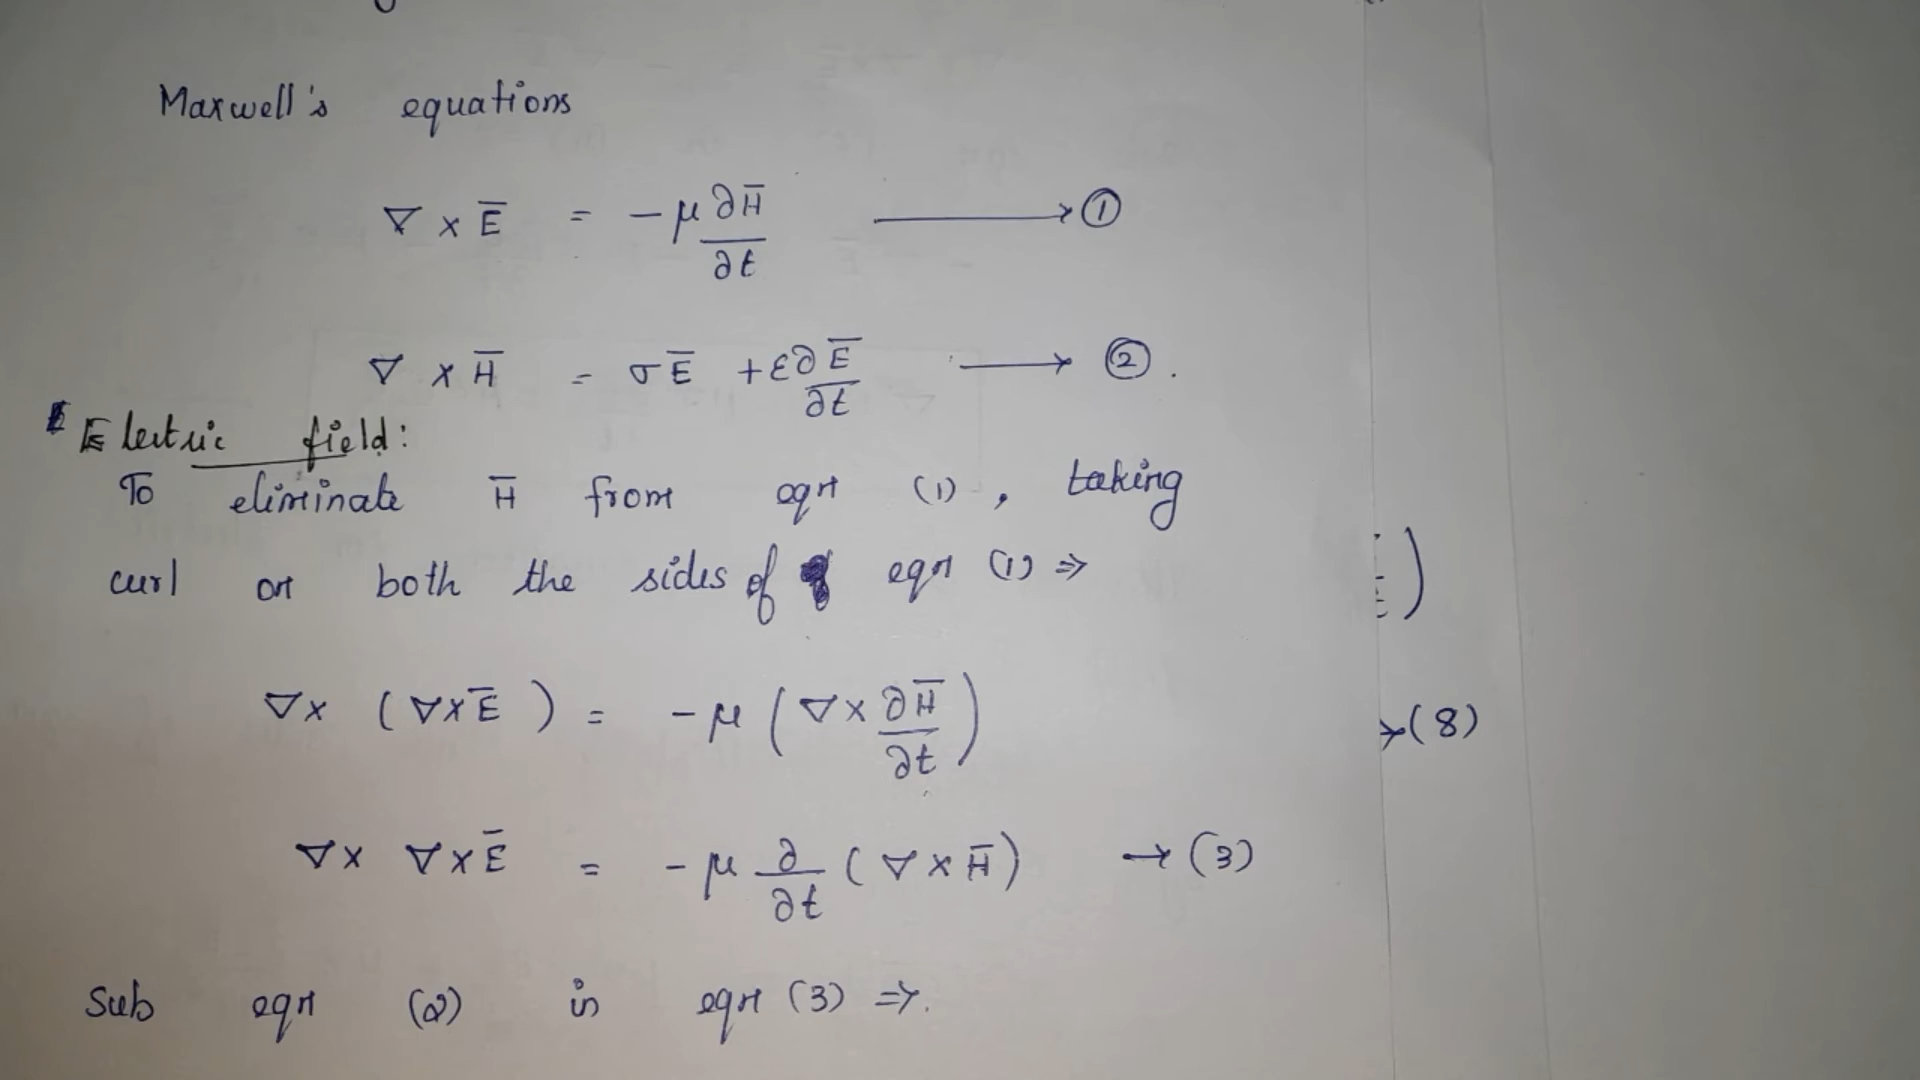 Maxwell's equations
∇ × E̅ = -μ ∂H̅/∂t → ①
∇ × H̅ = σE̅ + ε∂E̅/∂t → ②.
Electric field:
To eliminate H̅ from eqn (1), taking
curl on both the sides of eqn (1) ⇒
∇× (∇×E̅) = -μ (∇× ∂H̅/∂t)
→(8)
∇× ∇×E̅ = -μ ∂/∂t (∇×H̅) → (3)
Sub eqn (2) in eqn (3) ⇒.